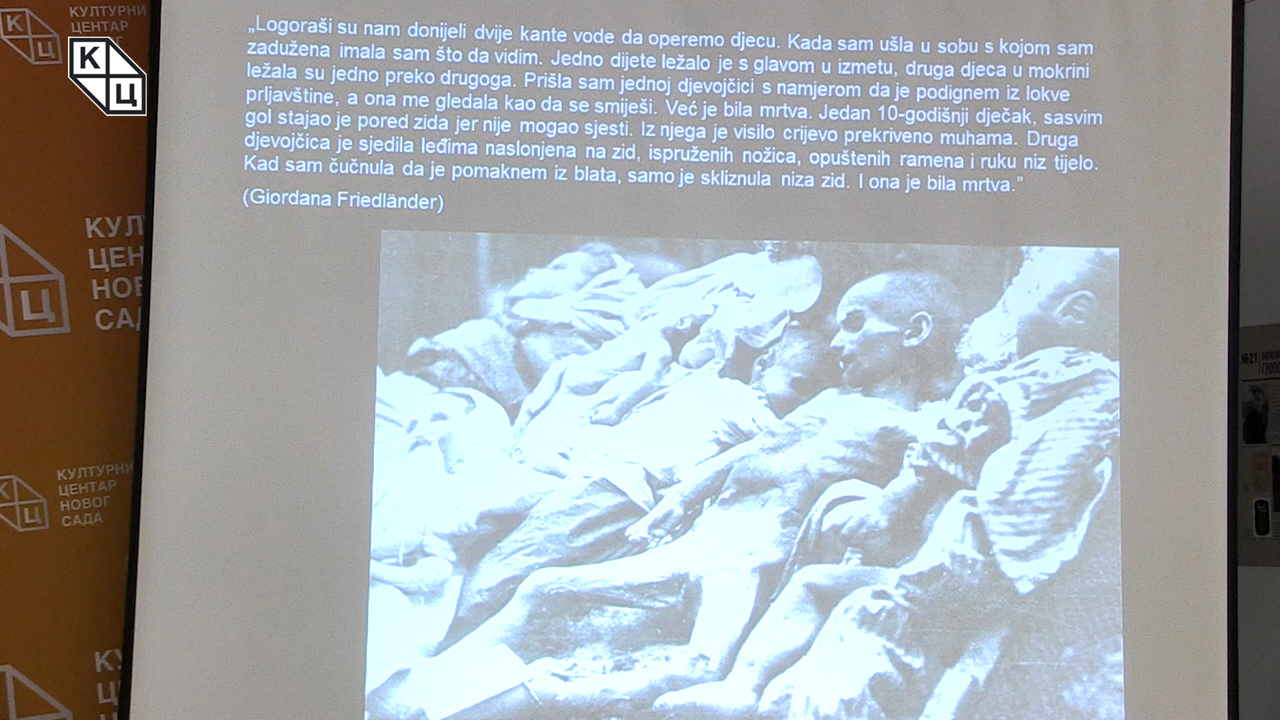 КУЛТУРНИ
ЦЕНТАР
К
Ц
К
Ц
„Logoraši su nam donijeli dvije kante vode da operemo djecu. Kada sam ušla u sobu s kojom sam
zadužena imala sam što da vidim. Jedno dijete ležalo je s glavom u izmetu, druga djeca u mokrini
ležala su jedno preko drugoga. Prišla sam jednoj djevojčici s namjerom da je podignem iz lokve
prljavštine, a ona me gledala kao da se smiješi. Već je bila mrtva. Jedan 10-godišnji dječak, sasvim
gol stajao je pored zida jer nije mogao sjesti. Iz njega je visilo crijevo prekriveno muhama. Druga
djevojčica je sjedila leđima naslonjena na zid, ispruženih nožica, opuštenih ramena i ruku niz tijelo.
Kad sam čučnula da je pomaknem iz blata, samo je skliznula niza zid. I ona je bila mrtva."
(Giordana Friedländer)
КУЛ
ЦЕН
НОВ
САД
Ц
КУЛТУРНИ
ЦЕНТАР
НОВОГ
САДА
Ц
КУ
Ц
№21